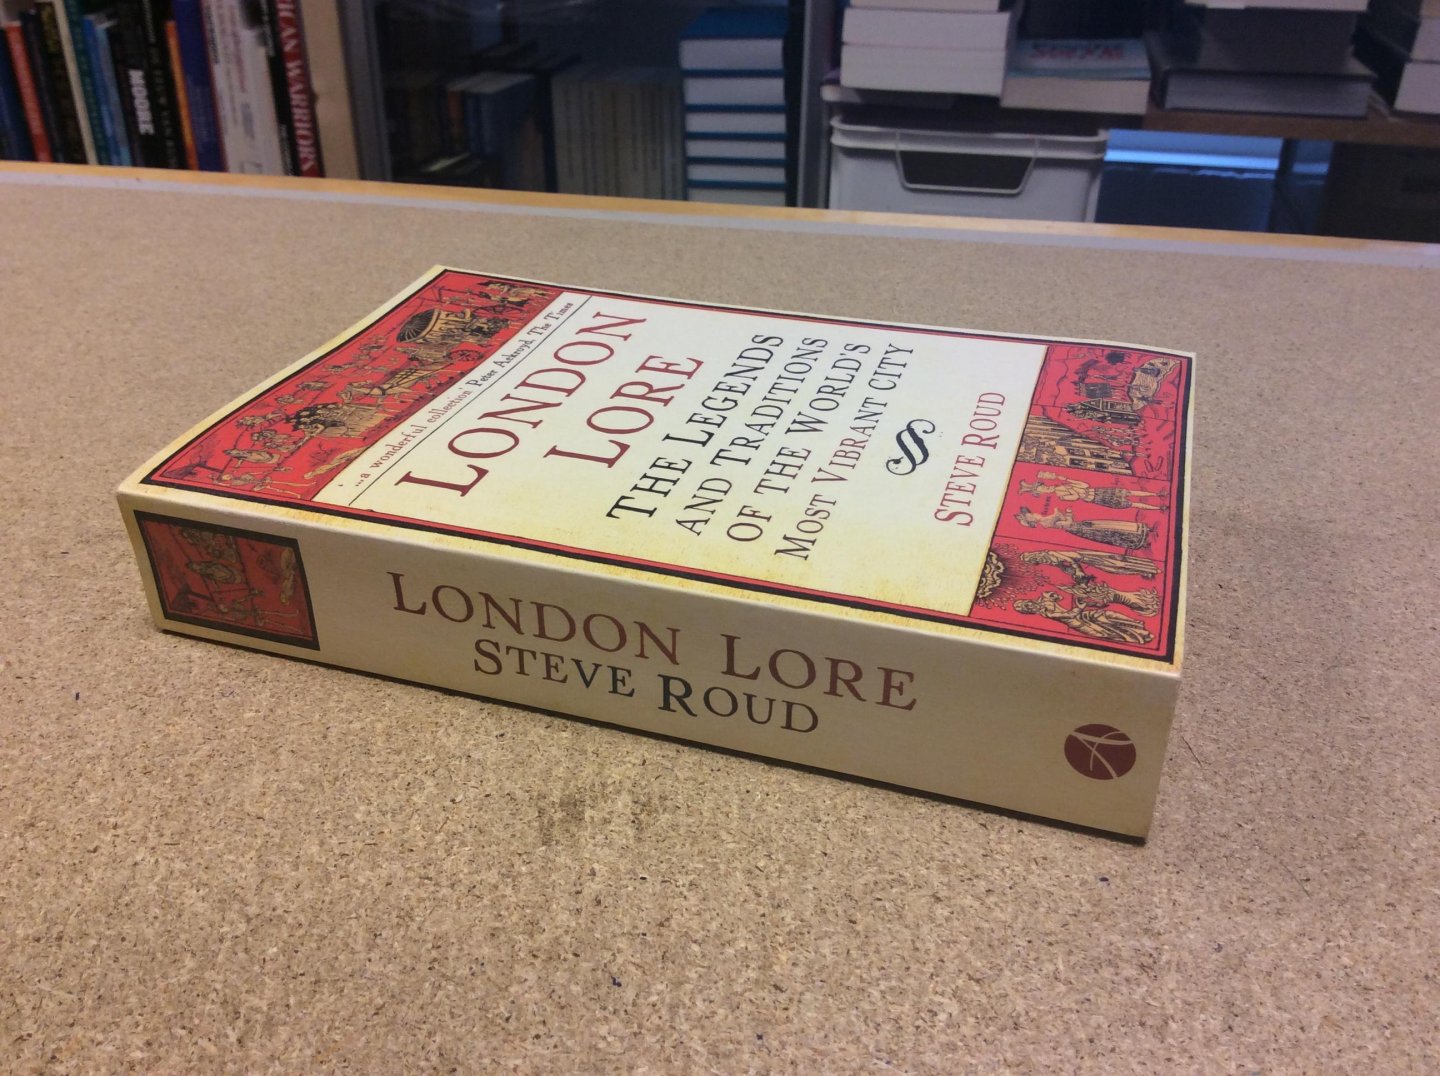 ...a wonderful collection' Peter Ackroyd, The Times
LONDON
LORE
THE LEGENDS
AND TRADITIONS
OF THE WORLD'S
MOST VIBRANT CITY
STEVE ROUD
LONDON LORE
STEVE ROUD
MOORE
WARRIORS